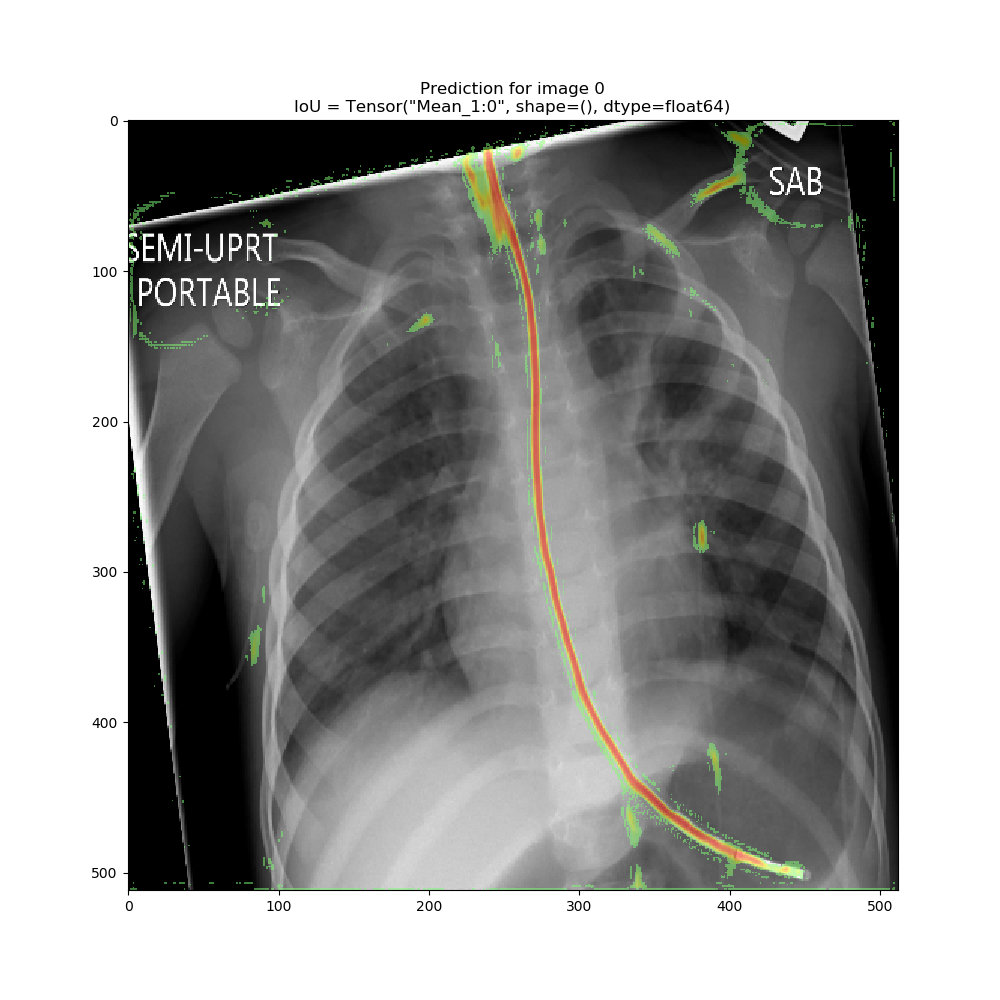 Prediction for image 0
IoU = Tensor("Mean_1:0", shape=(), dtype=float64)
0
100
200
300
400
500
SEMI-UPRT
PORTABLE
SAB
0
100
200
300
400
500